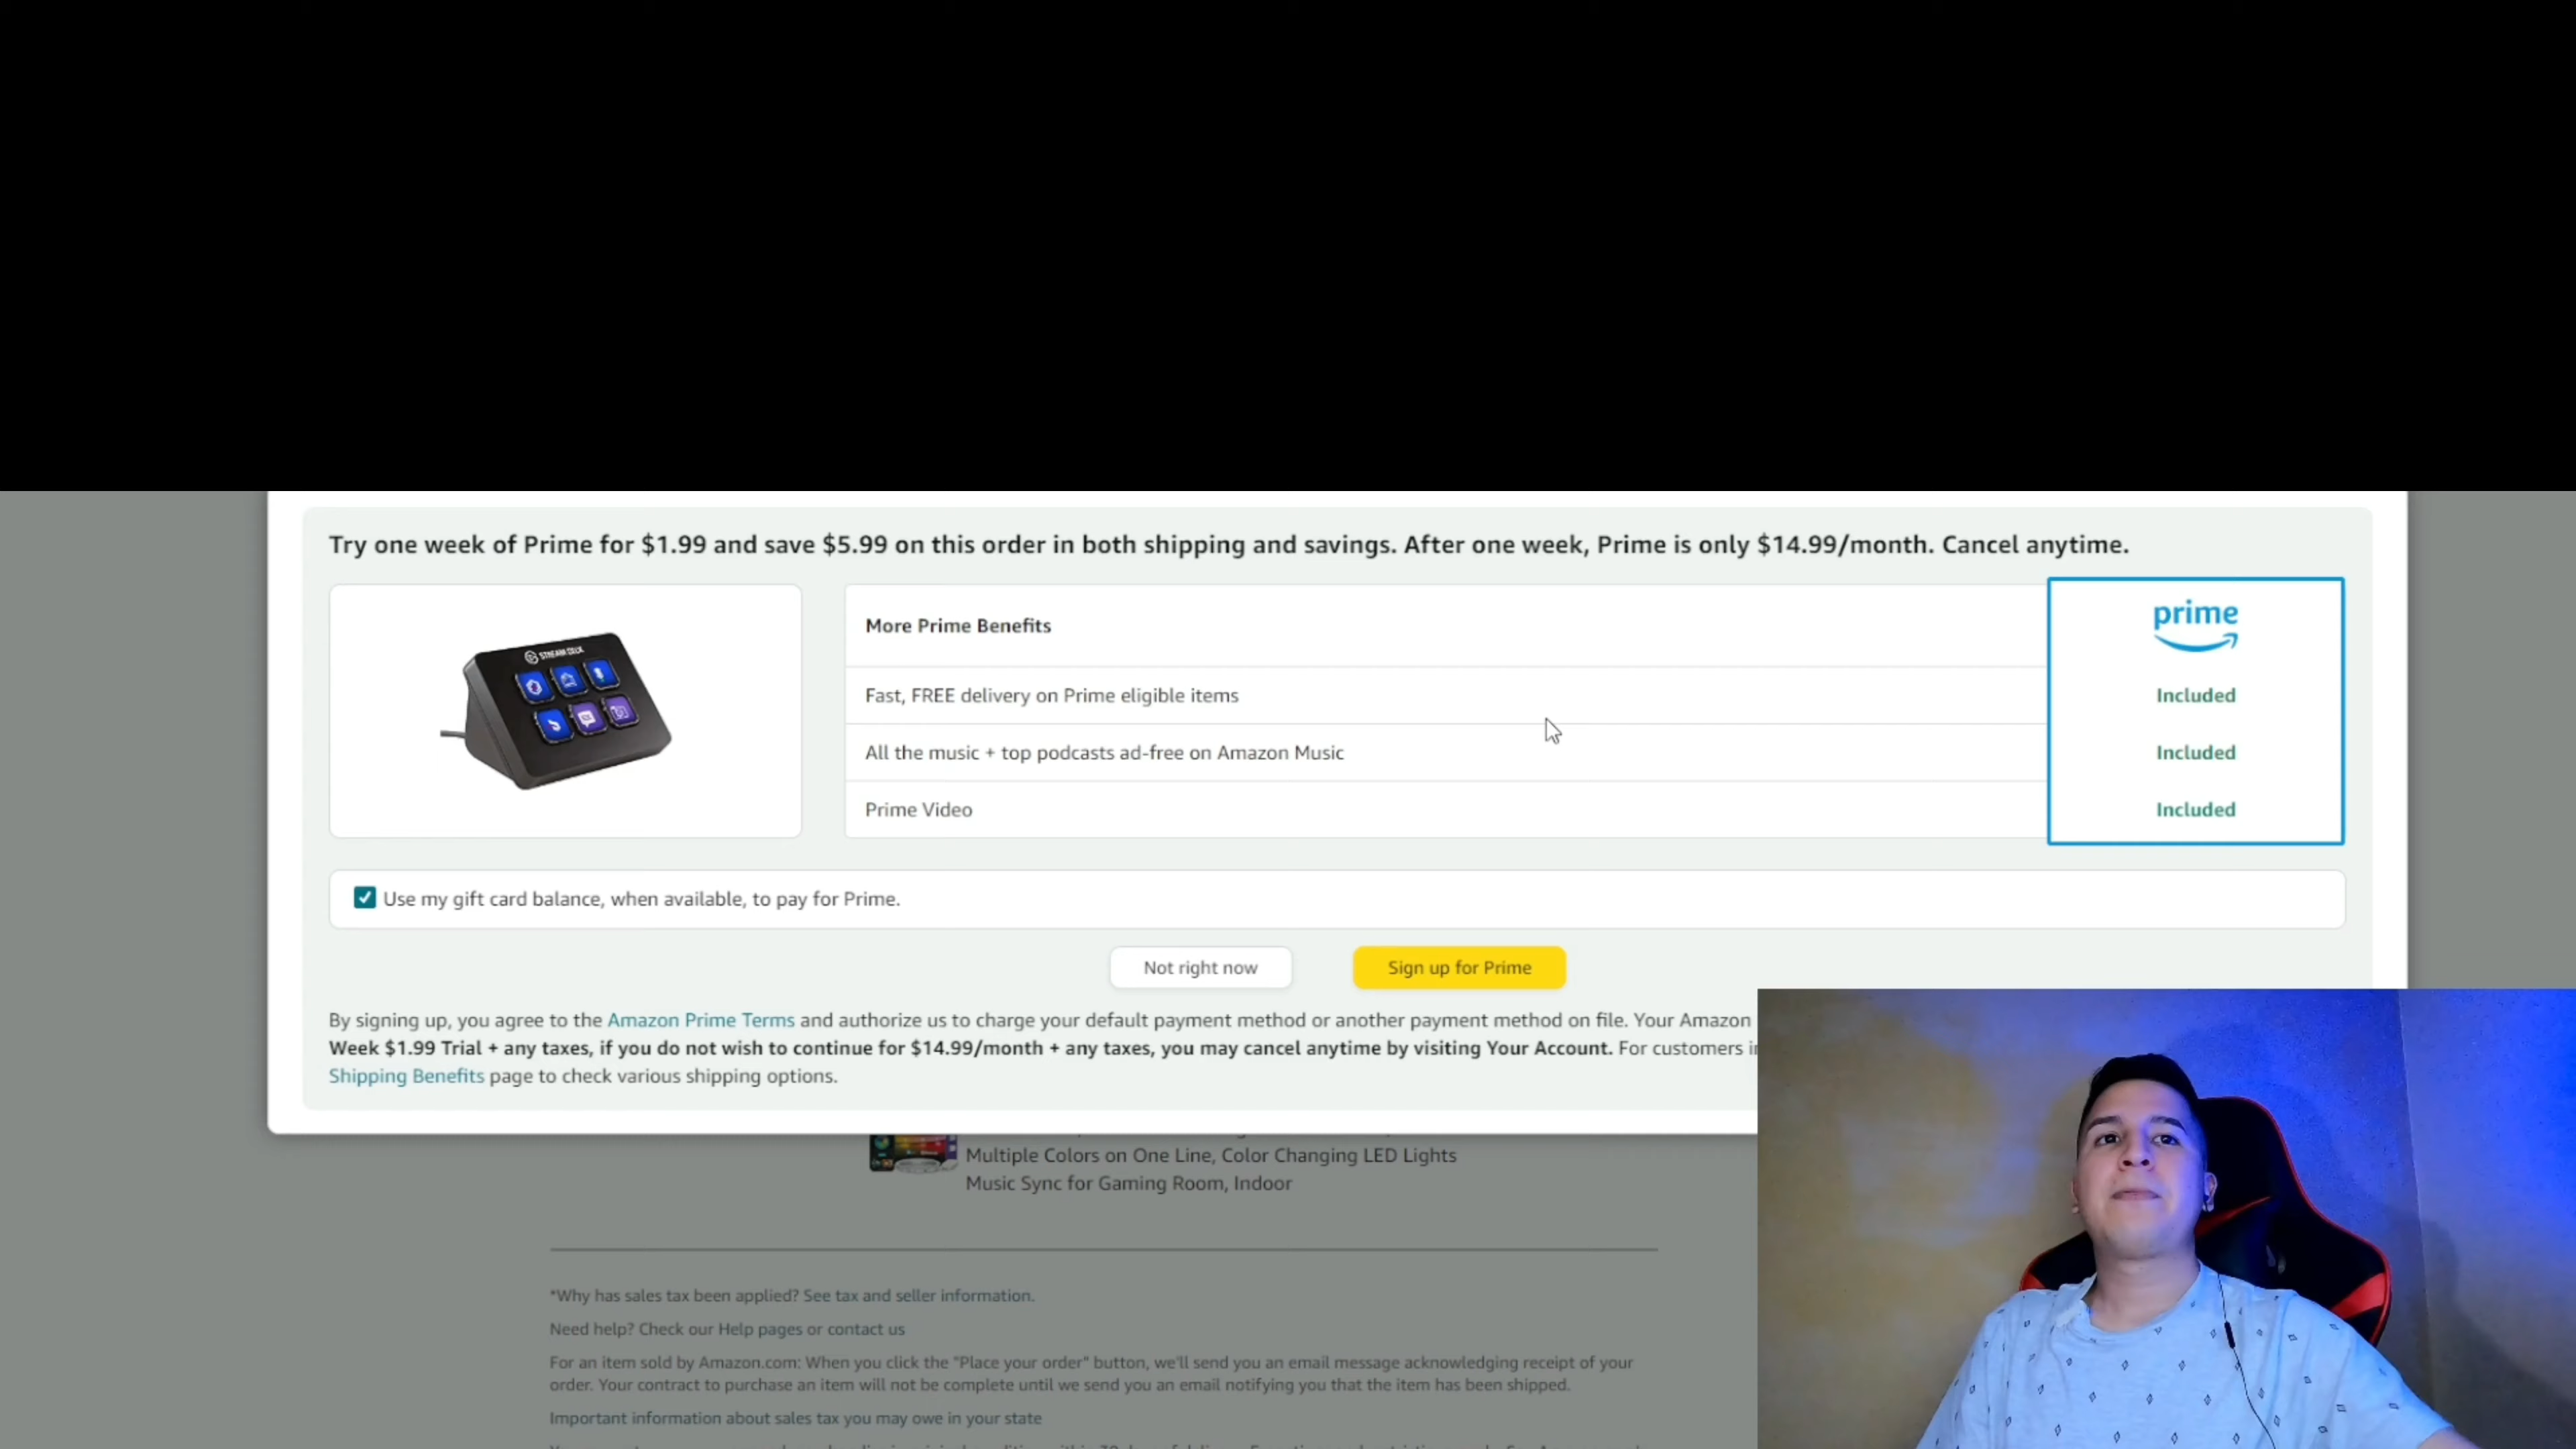 Try one week of Prime for $1.99 and save $5.99 on this order in both shipping and savings. After one week, Prime is only $14.99/month. Cancel anytime.
STREAM DECK
More Prime Benefits
prime
Fast, FREE delivery on Prime eligible items
Included
All the music + top podcasts ad-free on Amazon Music
Included
Prime Video
Included
Use my gift card balance, when available, to pay for Prime.
Not right now
Sign up for Prime
By signing up, you agree to the Amazon Prime Terms and authorize us to charge your default payment method or another payment method on file. Your Amazon
Week $1.99 Trial + any taxes, if you do not wish to continue for $14.99/month + any taxes, you may cancel anytime by visiting Your Account. For customers in
Shipping Benefits page to check various shipping options.
Multiple Colors on One Line, Color Changing LED Lights
Music Sync for Gaming Room, Indoor
*Why has sales tax been applied? See tax and seller information.
Need help? Check our Help pages or contact us
For an item sold by Amazon.com: When you click the "Place your order" button, we'll send you an email message acknowledging receipt of your
order. Your contract to purchase an item will not be complete until we send you an email notifying you that the item has been shipped.
Important information about sales tax you may owe in your state